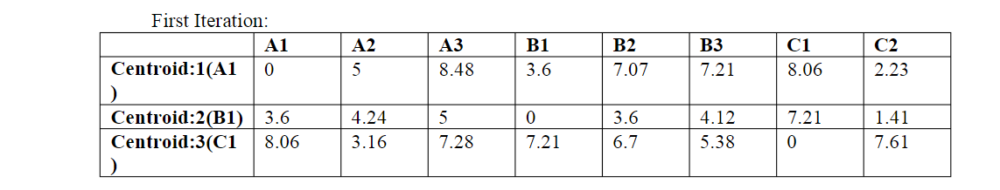 First Iteration:
A1 A2 A3 B1 B2 B3 C1 C2
Centroid:1(A1 0 5 8.48 3.6 7.07 7.21 8.06 2.23
)
Centroid:2(B1) 3.6 4.24 5 0 3.6 4.12 7.21 1.41
Centroid:3(C1 8.06 3.16 7.28 7.21 6.7 5.38 0 7.61
)